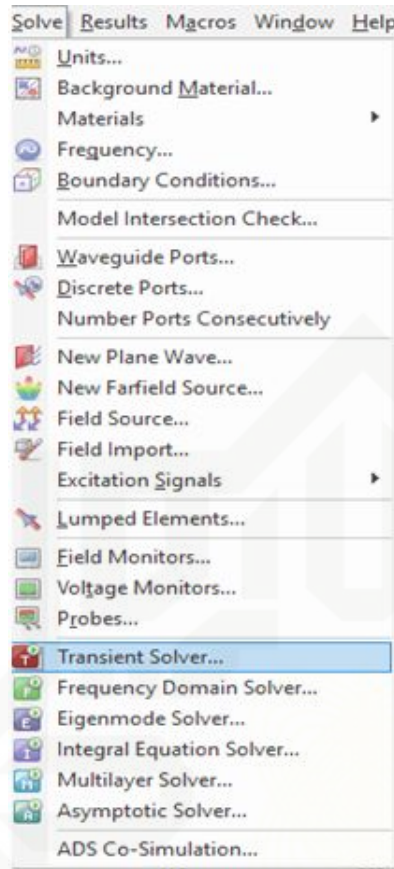 Solve Results Macros Window Help
Units...
Background Material...
Materials
Frequency...
Boundary Conditions...
Model Intersection Check...
Waveguide Ports...
Discrete Ports...
Number Ports Consecutively
New Plane Wave...
New Farfield Source...
Field Source...
Field Import...
Excitation Signals
Lumped Elements...
Field Monitors...
Voltage Monitors...
Probes...
Transient Solver...
Frequency Domain Solver...
Eigenmode Solver...
Integral Equation Solver...
Multilayer Solver...
Asymptotic Solver...
ADS Co-Simulation...